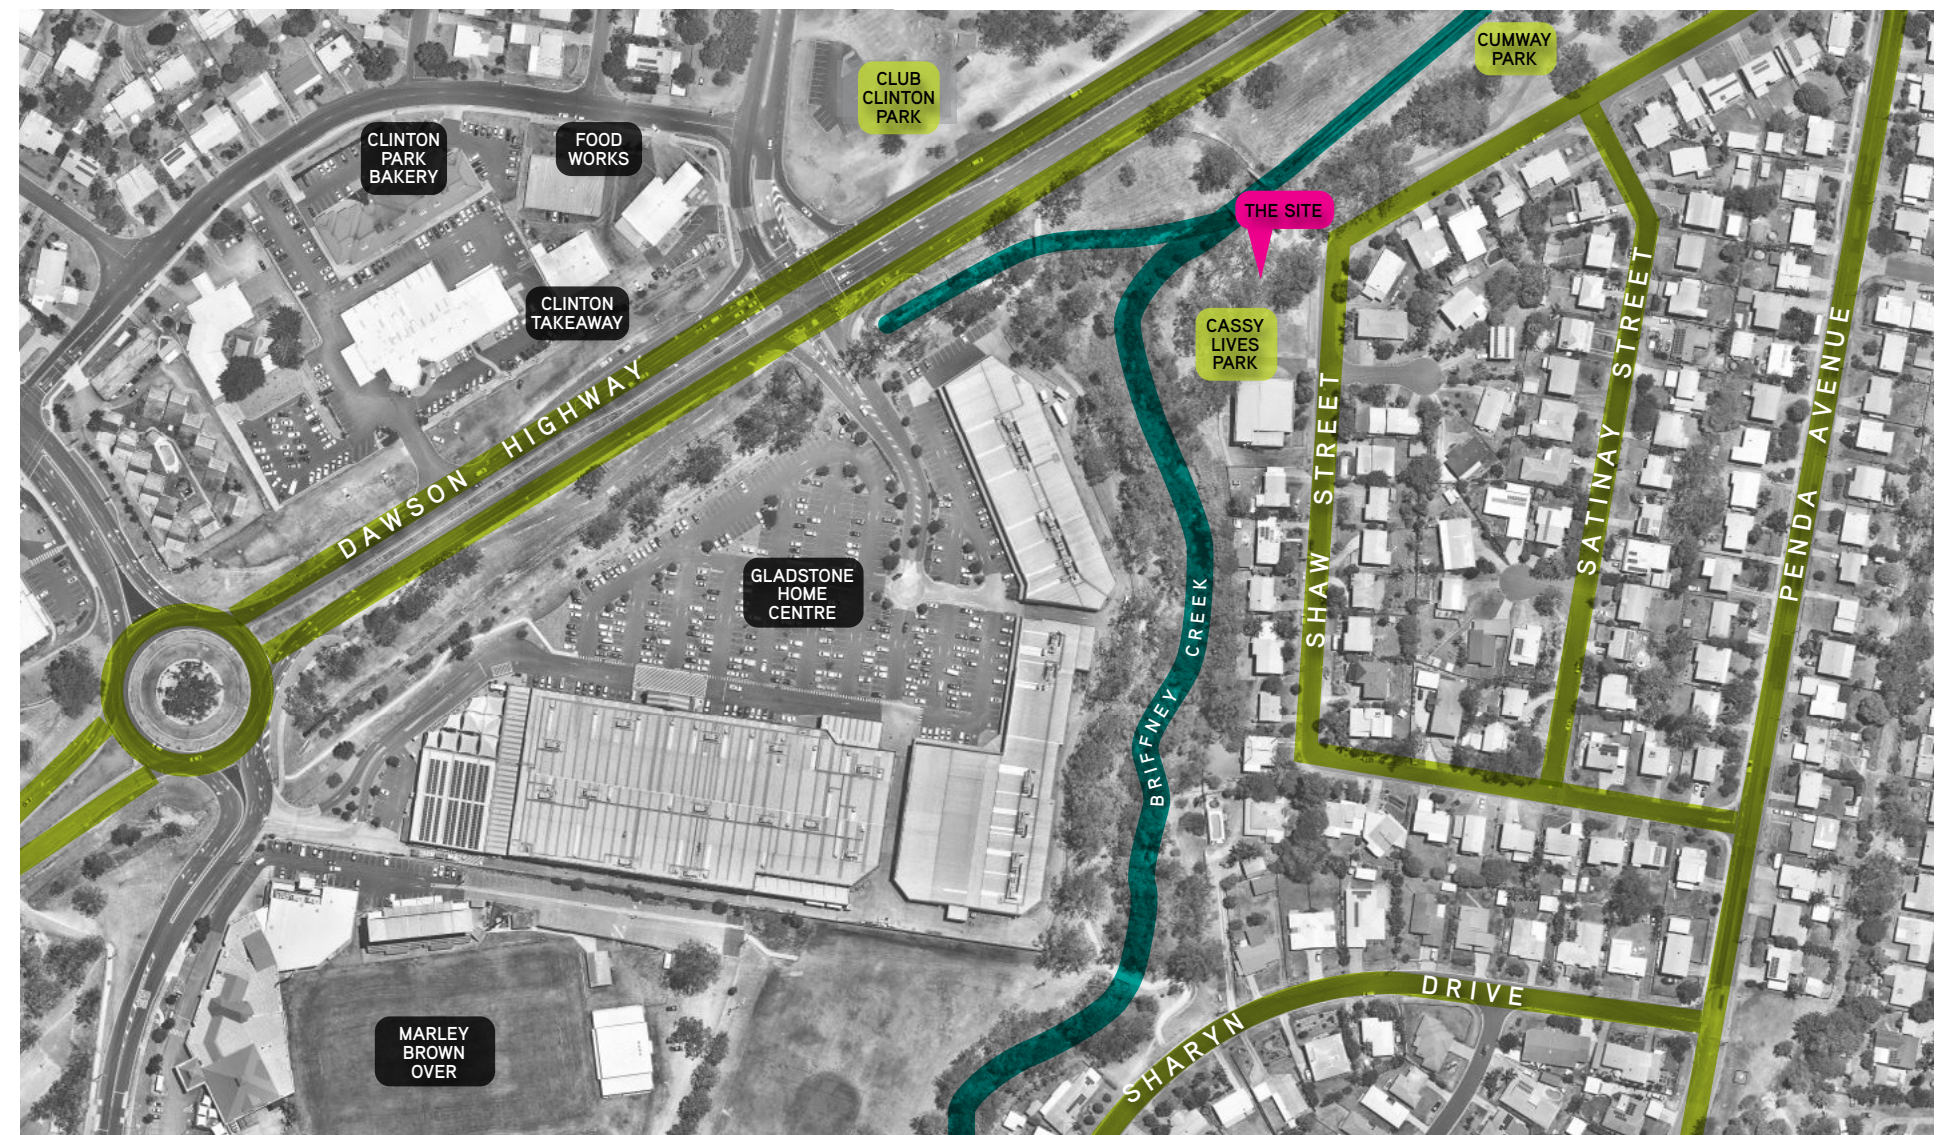 CUMWAY
PARK
CLUB
CLINTON
PARK
CLINTON
PARK
BAKERY
FOOD
WORKS
THE SITE
CLINTON
TAKEAWAY
CASSY
LIVES
PARK
DAWSON HIGHWAY
SHAW STREET
SATINAY STREET
PENDA AVENUE
GLADSTONE
HOME
CENTRE
BRIFFNEY CREEK
SHARYN DRIVE
MARLEY
BROWN
OVER